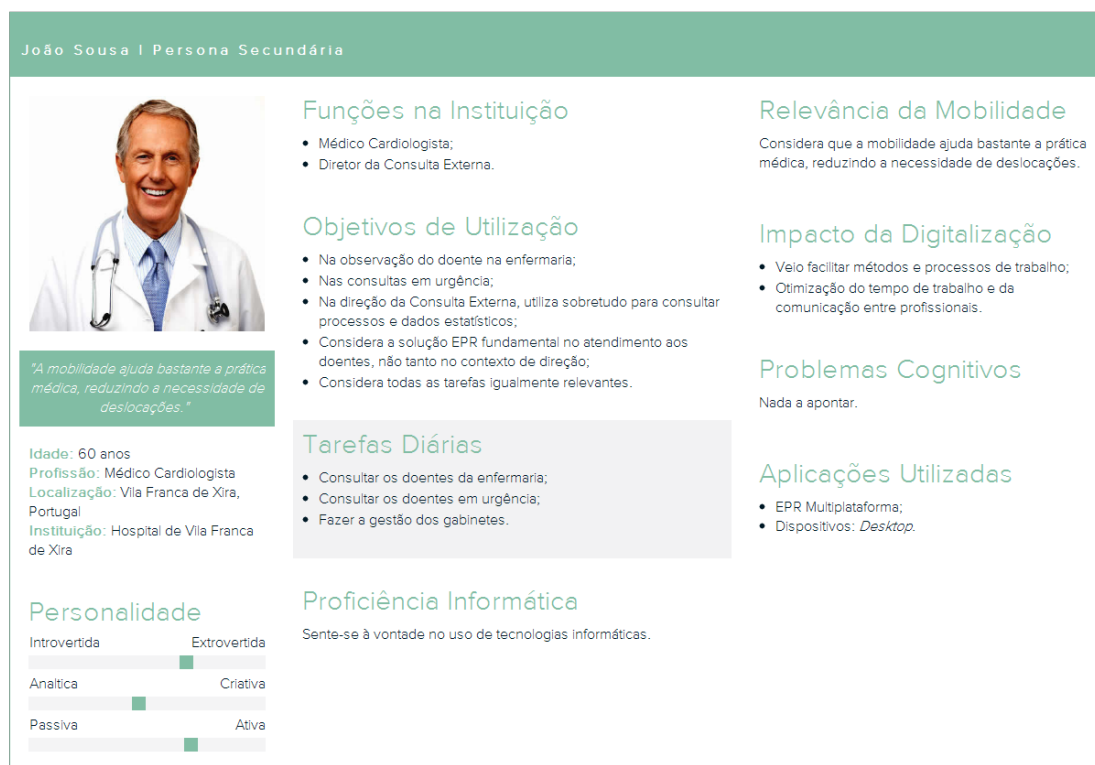 João Sousa | Persona Secundária
"A mobilidade ajuda bastante a prática
médica, reduzindo a necessidade de
deslocações."
Idade: 60 anos
Profissão: Médico Cardiologista
Localização: Vila Franca de Xira,
Portugal
Instituição: Hospital de Vila Franca
de Xira
Personalidade
Introvertida Extrovertida
Analtica Criativa
Passiva Ativa
Funções na Instituição
• Médico Cardiologista;
• Diretor da Consulta Externa.
Objetivos de Utilização
• Na observação do doente na enfermaria;
• Nas consultas em urgência;
• Na direção da Consulta Externa, utiliza sobretudo para consultar
processos e dados estatísticos;
• Considera a solução EPR fundamental no atendimento aos
doentes, não tanto no contexto de direção;
• Considera todas as tarefas igualmente relevantes.
Tarefas Diárias
• Consultar os doentes da enfermaria;
• Consultar os doentes em urgência;
• Fazer a gestão dos gabinetes.
Proficiência Informática
Sente-se à vontade no uso de tecnologias informáticas.
Relevância da Mobilidade
Considera que a mobilidade ajuda bastante a prática
médica, reduzindo a necessidade de deslocações.
Impacto da Digitalização
• Veio facilitar métodos e processos de trabalho;
• Otimização do tempo de trabalho e da
comunicação entre profissionais.
Problemas Cognitivos
Nada a apontar.
Aplicações Utilizadas
• EPR Multiplataforma;
• Dispositivos: Desktop.